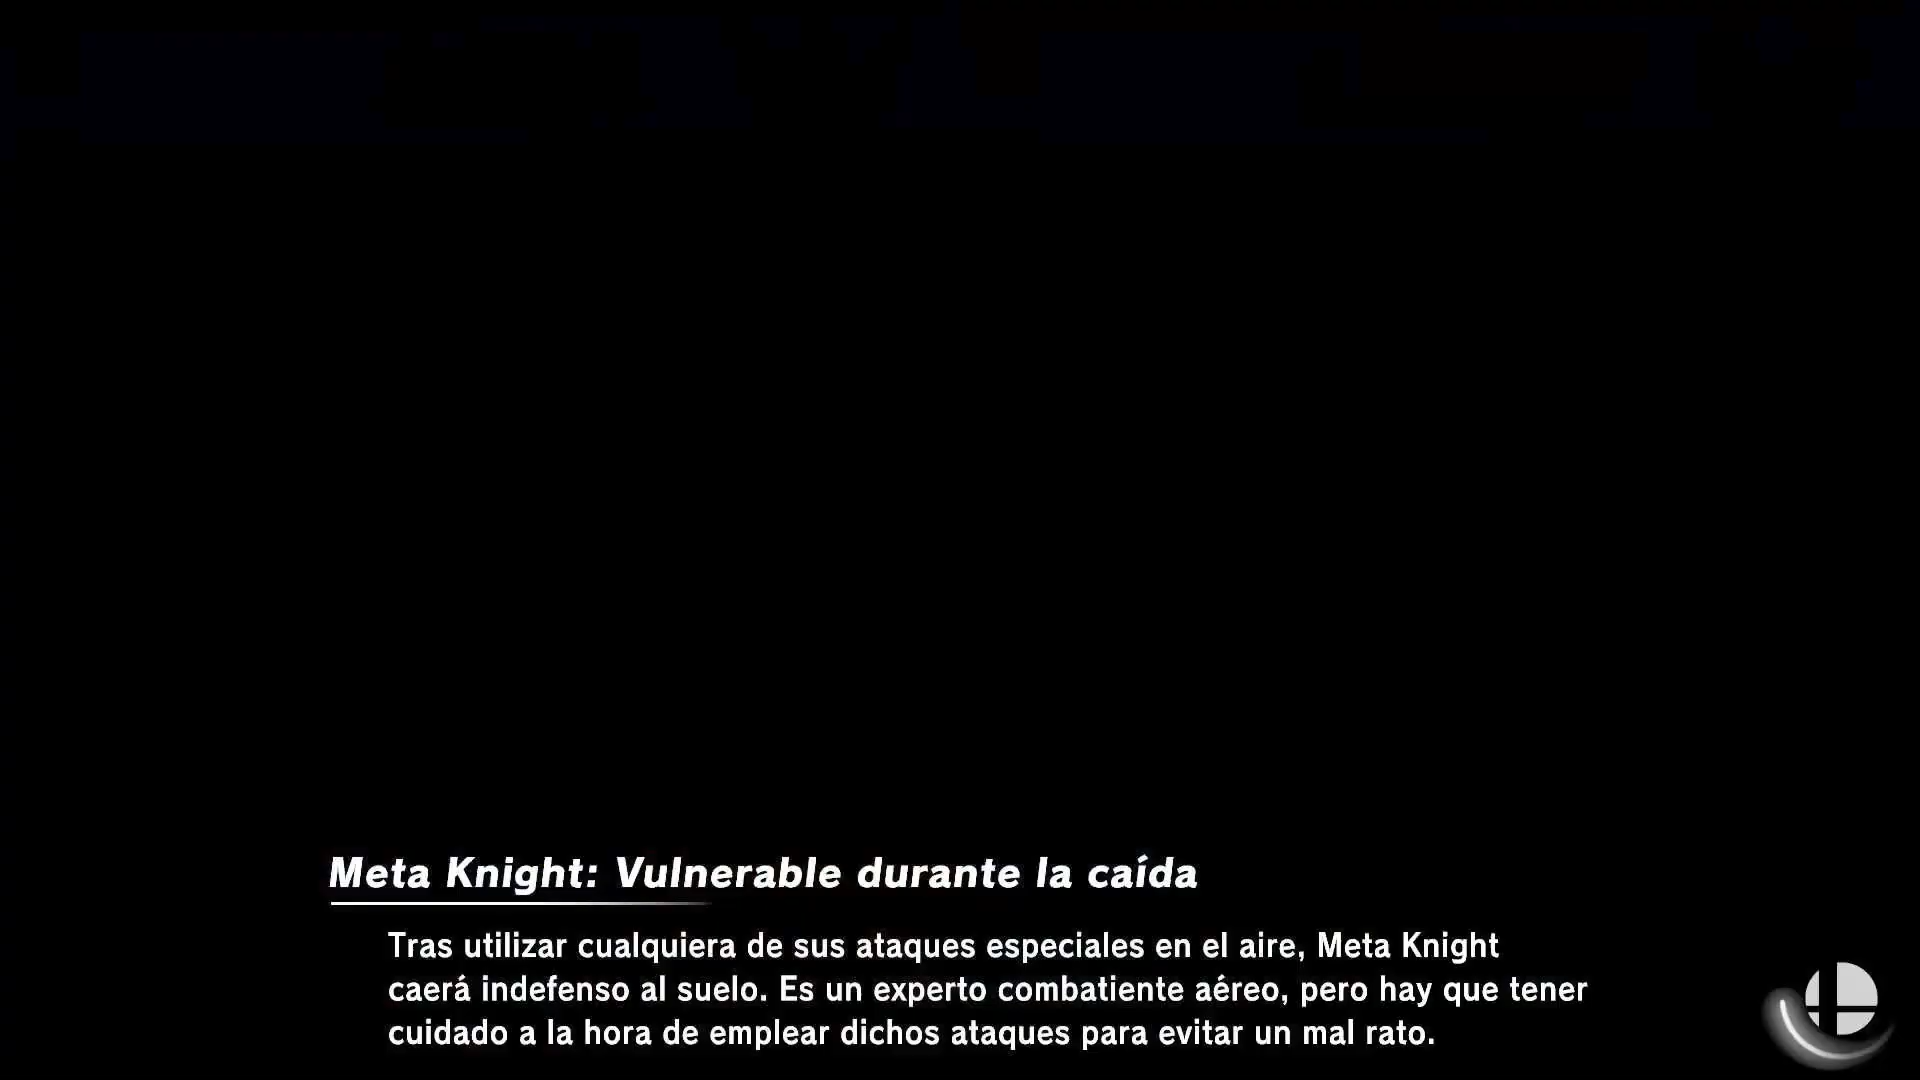 Meta Knight: Vulnerable durante la caída
Tras utilizar cualquiera de sus ataques especiales en el aire, Meta Knight
caerá indefenso al suelo. Es un experto combatiente aéreo, pero hay que tener
cuidado a la hora de emplear dichos ataques para evitar un mal rato.